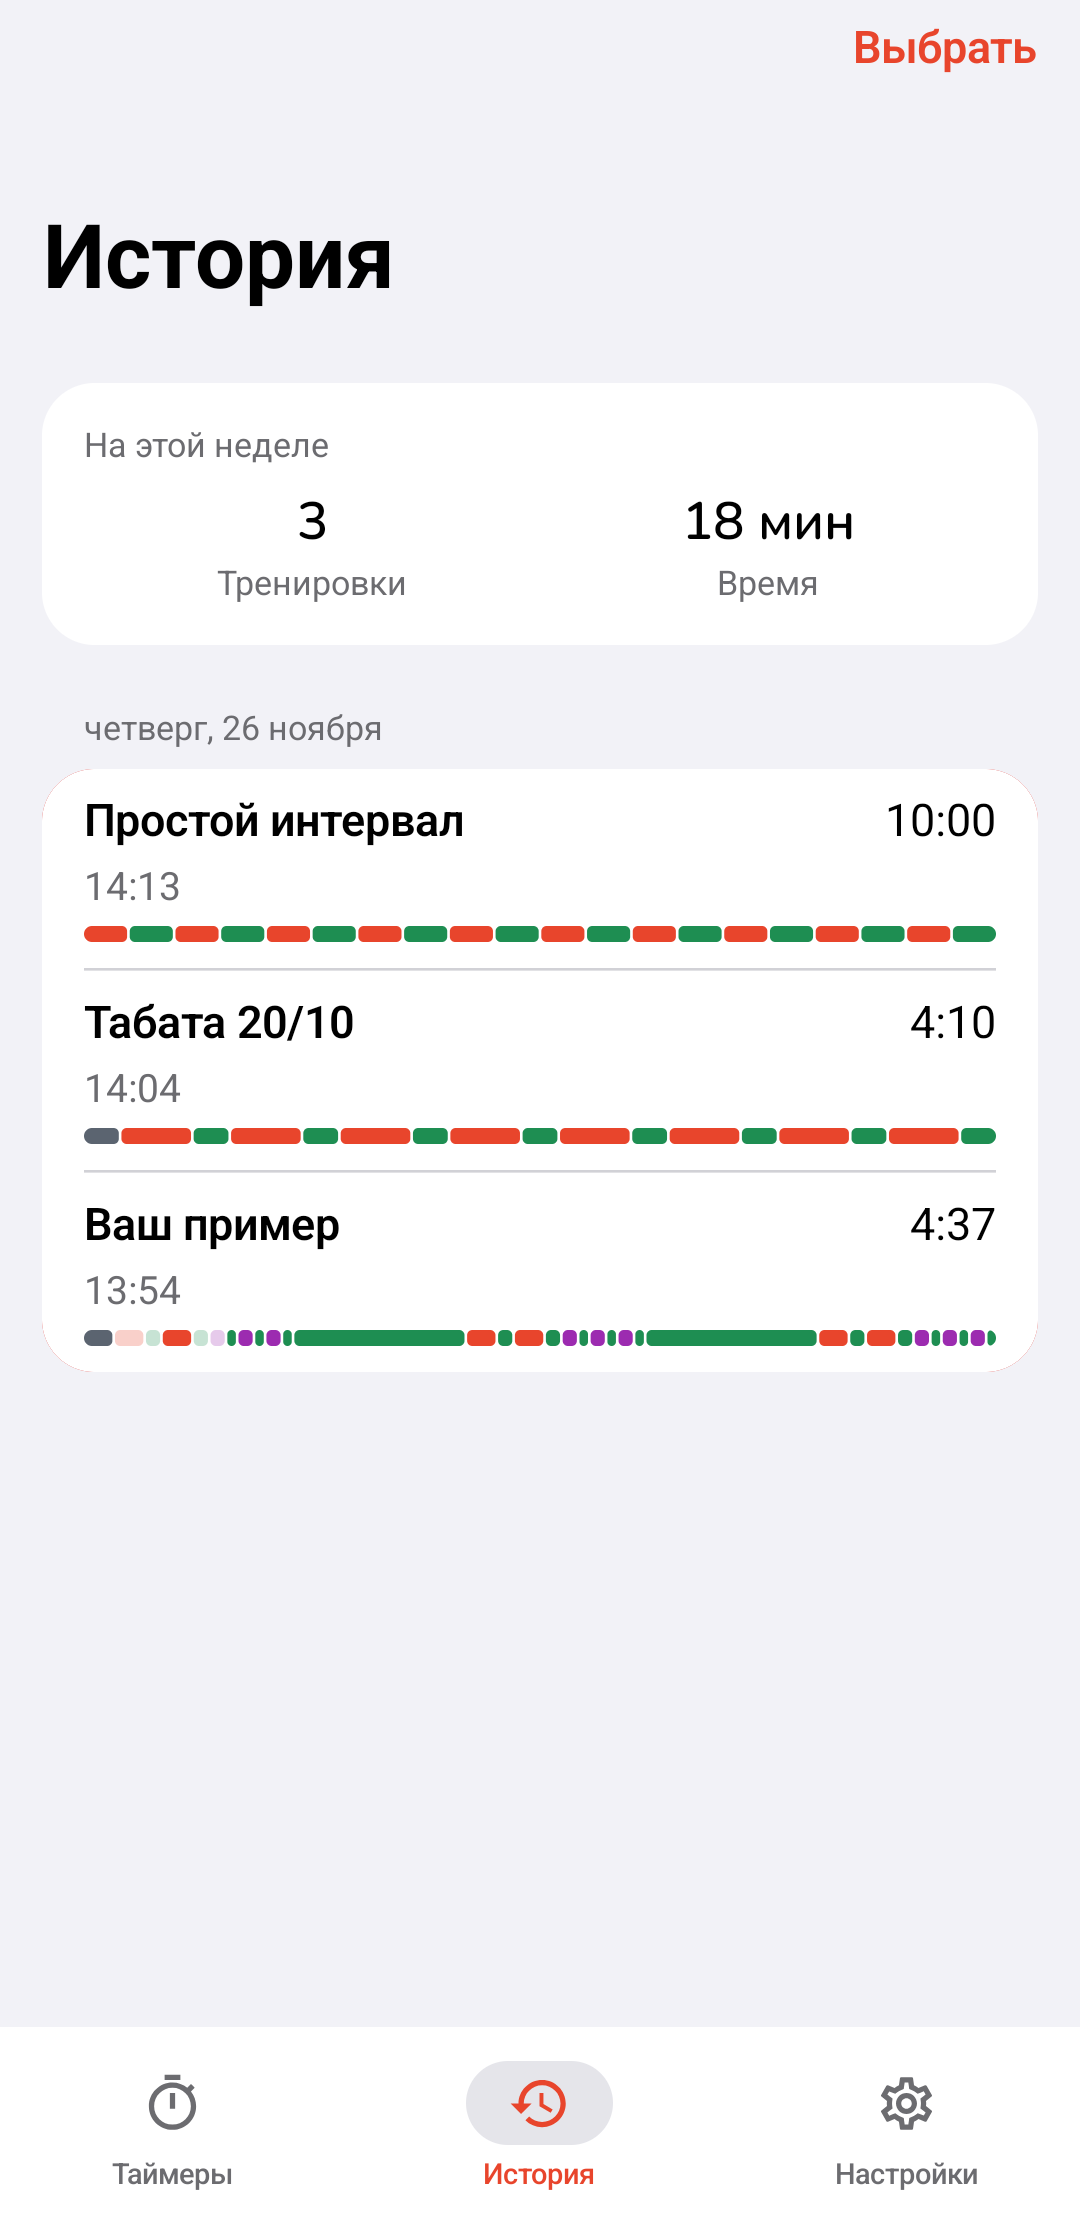 Выбрать
История
На этой неделе
3 18 мин
Тренировки Время
четверг, 26 ноября
Простой интервал 10:00
14:13
Табата 20/10 4:10
14:04
Ваш пример 4:37
13:54
Таймеры История Настройки